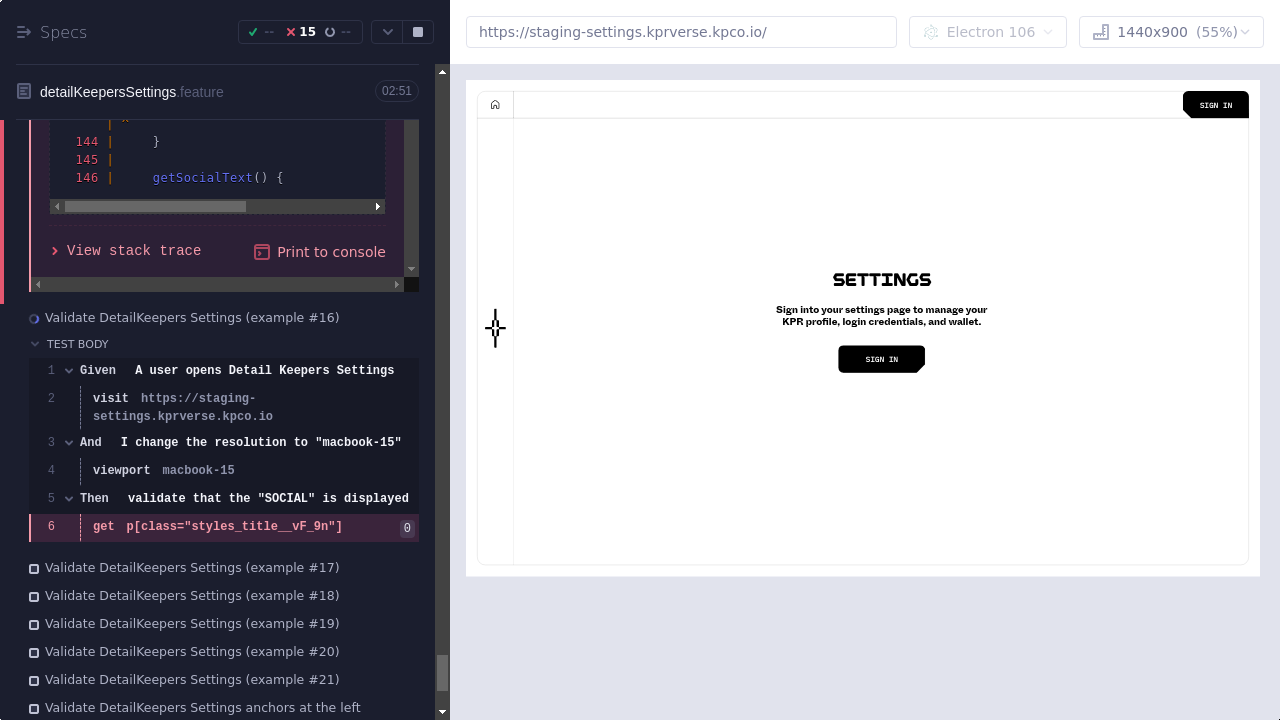 Specs
-- 15 --
detailKeepersSettings.feature 02:51
144 | }
145 |
146 | getSocialText() {
View stack trace Print to console
Validate DetailKeepers Settings (example #16)
TEST BODY
1 Given A user opens Detail Keepers Settings
2 visit https://staging-
settings.kprverse.kpco.io
3 And I change the resolution to "macbook-15"
4 viewport macbook-15
5 Then validate that the "SOCIAL" is displayed
6 get p[class="styles_title__vF_9n"] 0
Validate DetailKeepers Settings (example #17)
Validate DetailKeepers Settings (example #18)
Validate DetailKeepers Settings (example #19)
Validate DetailKeepers Settings (example #20)
Validate DetailKeepers Settings (example #21)
Validate DetailKeepers Settings anchors at the left
https://staging-settings.kprverse.kpco.io/
Electron 106
1440x900 (55%)
SIGN IN
SETTINGS
Sign into your settings page to manage your
KPR profile, login credentials, and wallet.
SIGN IN